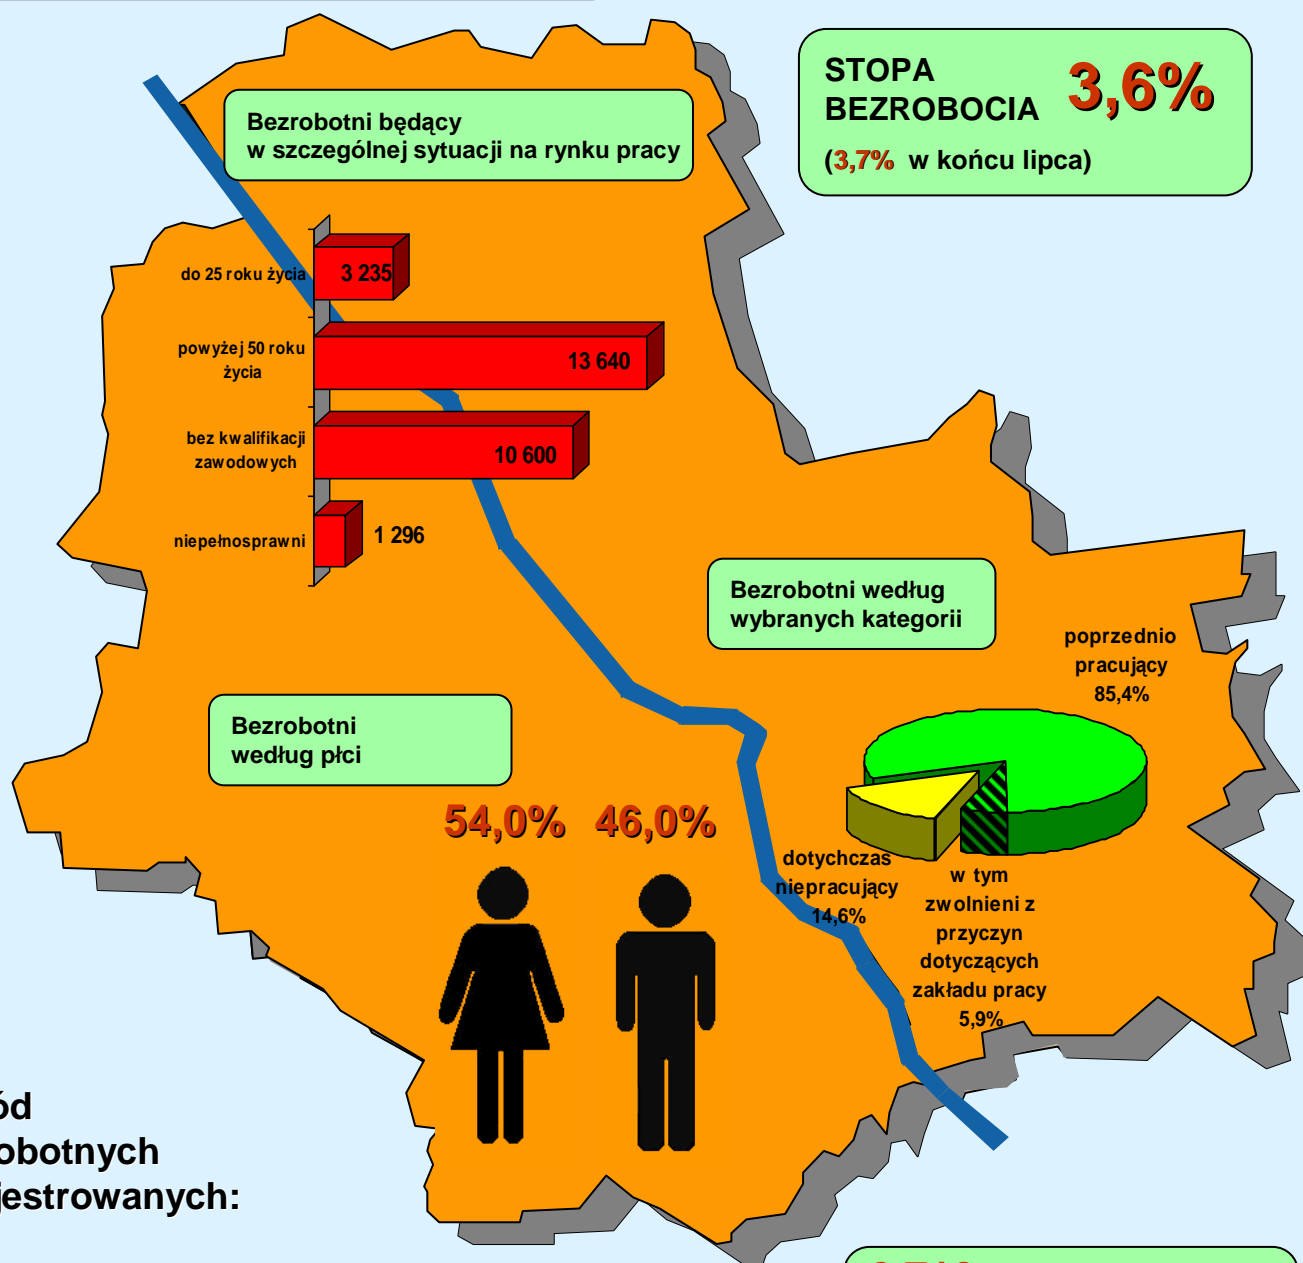 STOPA
BEZROBOCIA 3,6%
(3,7% w końcu lipca)
Bezrobotni będący
w szczególnej sytuacji na rynku pracy
do 25 roku życia 3 235
powyżej 50 roku
życia
13 640
bez kwalifikacji
zawodowych
10 600
niepełnosprawni 1 296
Bezrobotni według
wybranych kategorii
poprzednio
pracujący
85,4%
dotychczas
niepracujący
14,6%
w tym
zwolnieni z
przyczyn
dotyczących
zakładu pracy
5,9%
Bezrobotni
według płci
54,0% 46,0%
ód
obotnych
jestrowanych: